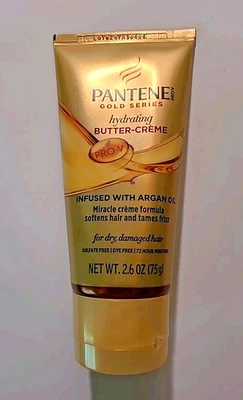 PANTENE
PRO-V
GOLD SERIES
hydrating
BUTTER-CRÈME
PRO-V
INFUSED WITH ARGAN OIL
Miracle crème formula
softens hair and tames frizz
for dry, damaged hair
SULFATE FREE | DYE FREE | 72 HOUR MOISTURE
NET WT. 2.6 OZ (75g)